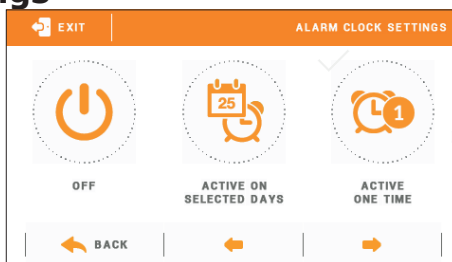 EXIT
ALARM CLOCK SETTINGS
25
1
OFF
ACTIVE ON
SELECTED DAYS
ACTIVE
ONE TIME
BACK